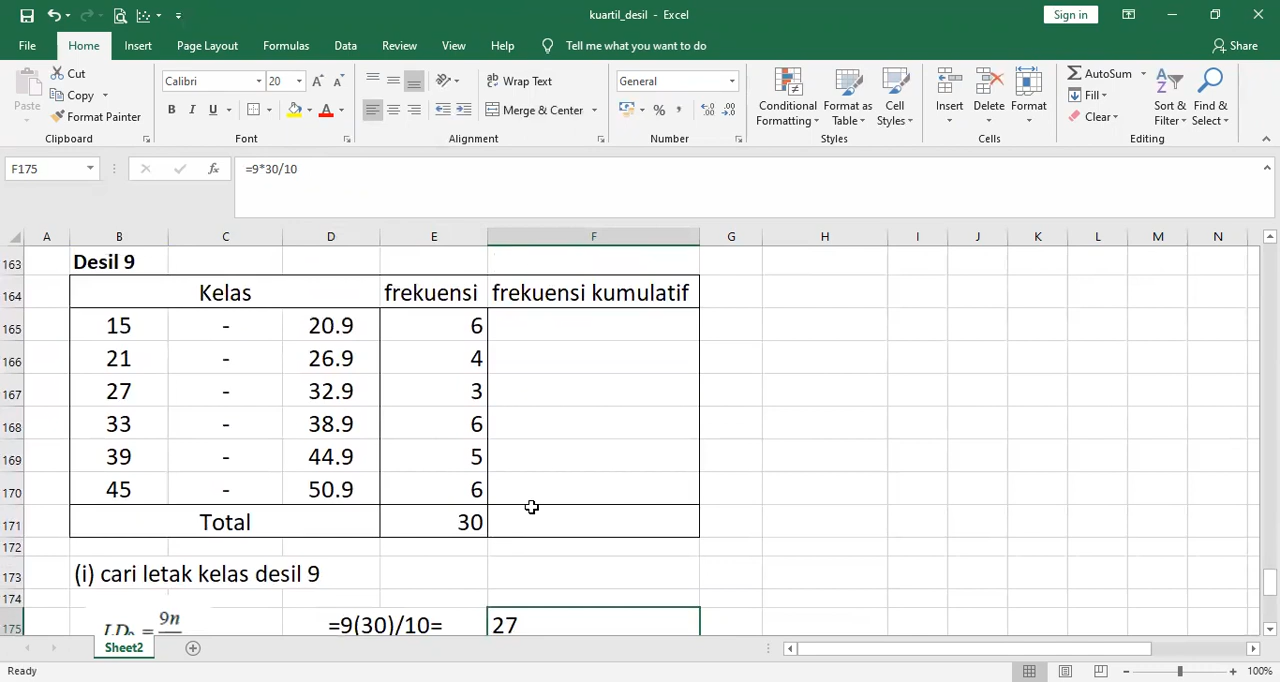 kuartil_desil - Excel
Sign in
File Home Insert Page Layout Formulas Data Review View Help Tell me what you want to do Share
Paste
Cut
Copy
Format Painter
Clipboard
Calibri 20
B I U
Font
Wrap Text
Merge & Center
Alignment
General
Number
Conditional Formatting
Format as Table
Cell Styles
Styles
Insert Delete Format
Cells
AutoSum
Fill
Clear
Sort & Filter
Find & Select
Editing
F175 fx =9*30/10
A B C D E F G H I J K L M N
163 Desil 9
164 Kelas frekuensi frekuensi kumulatif
165 15 - 20.9 6
166 21 - 26.9 4
167 27 - 32.9 3
168 33 - 38.9 6
169 39 - 44.9 5
170 45 - 50.9 6
171 Total 30
172
173 (i) cari letak kelas desil 9
174
175 =9(30)/10= 27
9n
Sheet2
Ready 100%